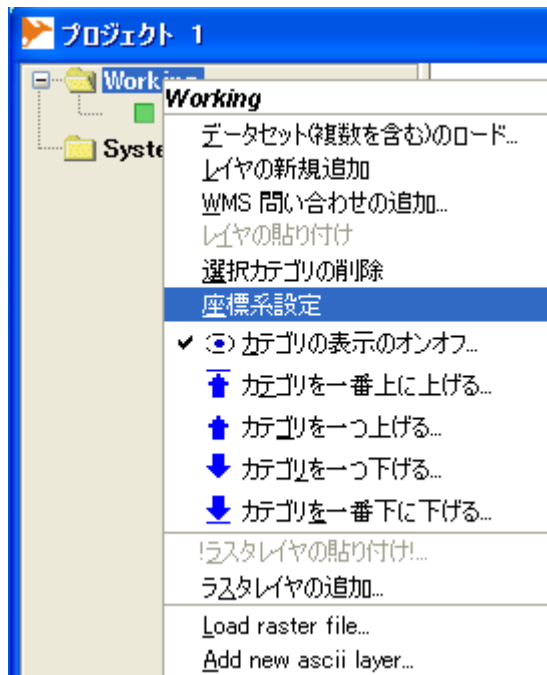 プロジェクト 1
Working
Working
Syste
データセット(複数を含む)のロード...
レイヤの新規追加
WMS 問い合わせの追加...
レイヤの貼り付け
選択カテゴリの削除
座標系設定
カテゴリの表示のオンオフ...
カテゴリを一番上に上げる...
カテゴリを一つ上げる...
カテゴリを一つ下げる...
カテゴリを一番下に下げる...
!ラスタレイヤの貼り付け!...
ラスタレイヤの追加...
Load raster file...
Add new ascii layer...